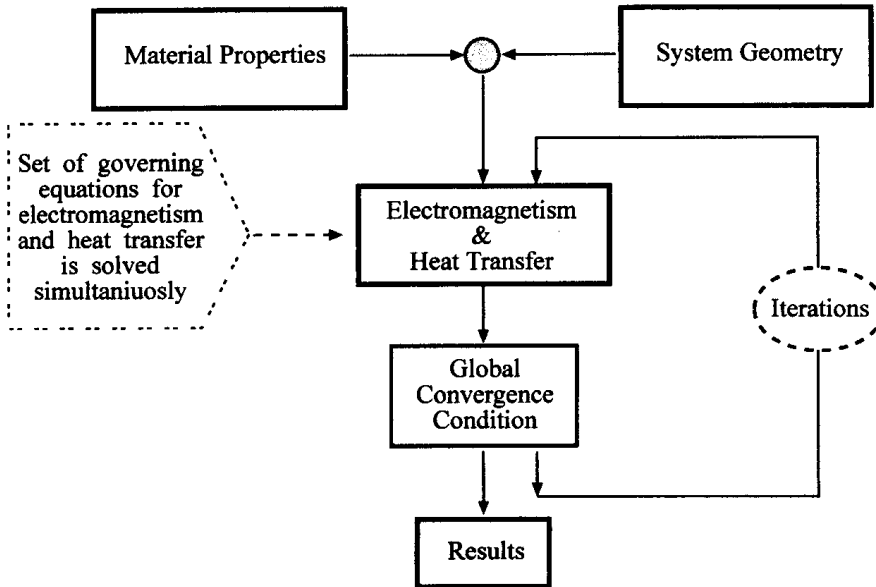 Material Properties
System Geometry
Set of governing
equations for
electromagnetism
and heat transfer
is solved
simultaniuosly
Electromagnetism
&
Heat Transfer
Iterations
Global
Convergence
Condition
Results